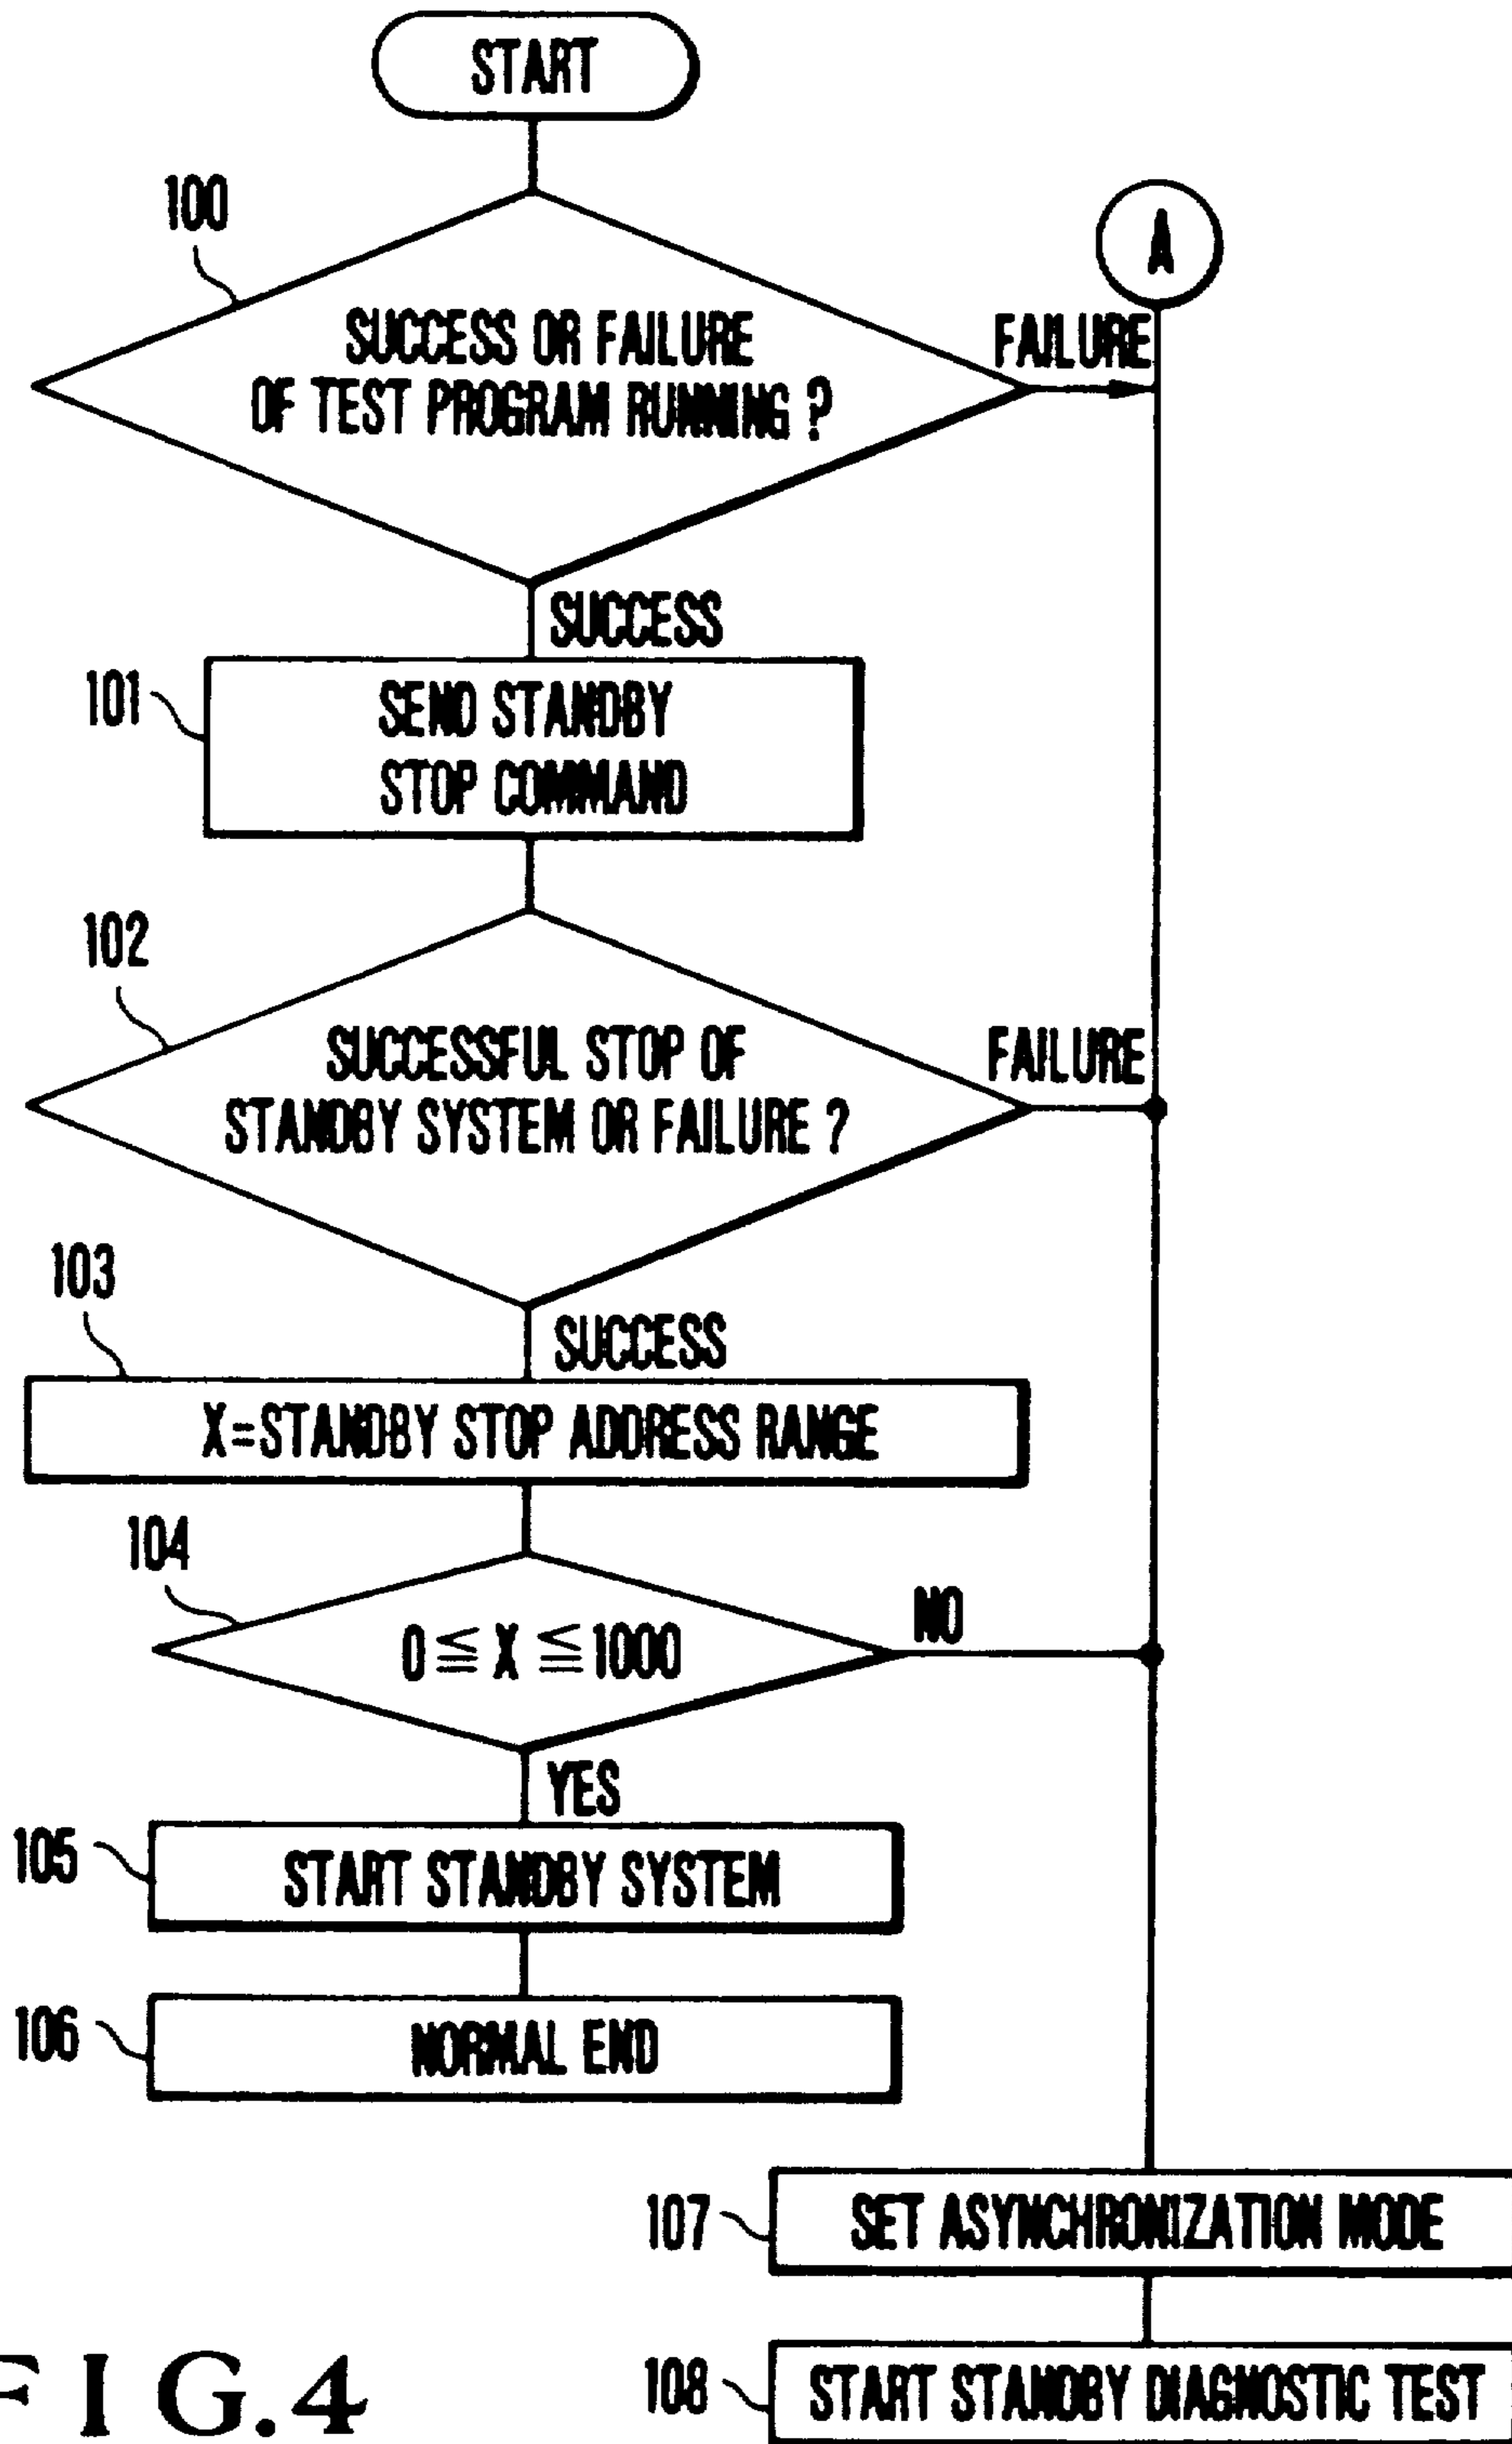 START
100
A
SUCCESS OR FAILURE
OF TEST PROGRAM RUNNING ?
FAILURE
SUCCESS
101
SEND STANDBY
STOP COMMAND
102
SUCCESSFUL STOP OF
STANDBY SYSTEM OR FAILURE ?
FAILURE
103
SUCCESS
X=STANDBY STOP ADDRESS RANGE
104
0 ≦ X ≦ 1000
NO
YES
105
START STANDBY SYSTEM
106
NORMAL END
107
SET ASYNCHRONIZATION MODE
108
START STANDBY DIAGNOSTIC TEST
FIG.4